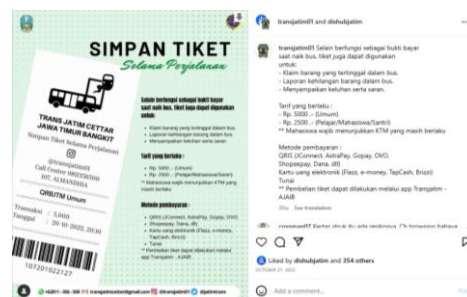 SIMPAN TIKET
Selama Perjalanan
TRANS JATIM CETTAR
JAWA TIMUR BANGKIT
Simpan Tiket Selama Perjalanan
@transjatim01
Call Center
107, ALMANISHA
QRIS/TM Umum
Transaksi : 5,000
Tanggal : 20-10-2022, 20:10
107201022127
Selain berfungsi sebagai bukti bayar
saat naik bus, tiket juga dapat digunakan
untuk:
Klaim barang yang tertinggal dalam bus.
Laporan kehilangan barang dalam bus.
Menyampaikan keluhan serta saran.
Tarif yang berlaku :
Rp. 5000 ,- (Umum)
Rp. 2500 ,- (Pelajar/Mahasiswa/Santri)
** Mahasiswa wajib menunjukkan KTM yang
masih berlaku
Metode pembayaran :
QRIS (JConnect, AstraPay, Gopay, OVO,
Shopeepay, Dana, dll)
Kartu uang elektronik (Flazz, e-money,
TapCash, Brizzi)
Tunai
** Pembelian tiket dapat dilakukan melalui
app Transjatim - AJAIB.
transjatim01 and dishubjatim
transjatim01 Selain berfungsi sebagai bukti bayar
saat naik bus, tiket juga dapat digunakan
untuk:
- Klaim barang yang tertinggal dalam bus.
- Laporan kehilangan barang dalam bus.
- Menyampaikan keluhan serta saran.
Tarif yang berlaku :
- Rp. 5000 ,- (Umum)
- Rp. 2500 ,- (Pelajar/Mahasiswa/Santri)
** Mahasiswa wajib menunjukkan KTM yang masih berlaku
Metode pembayaran :
QRIS (JConnect, AstraPay, Gopay, OVO,
Shopeepay, Dana, dll)
Kartu uang elektronik (Flazz, e-money, TapCash, Brizzi)
Tunai
** Pembelian tiket dapat dilakukan melalui app Transjatim -
AJAIB
See translation
Liked by dishubjatim and 354 others
OCTOBER 21, 2022
Add a comment...